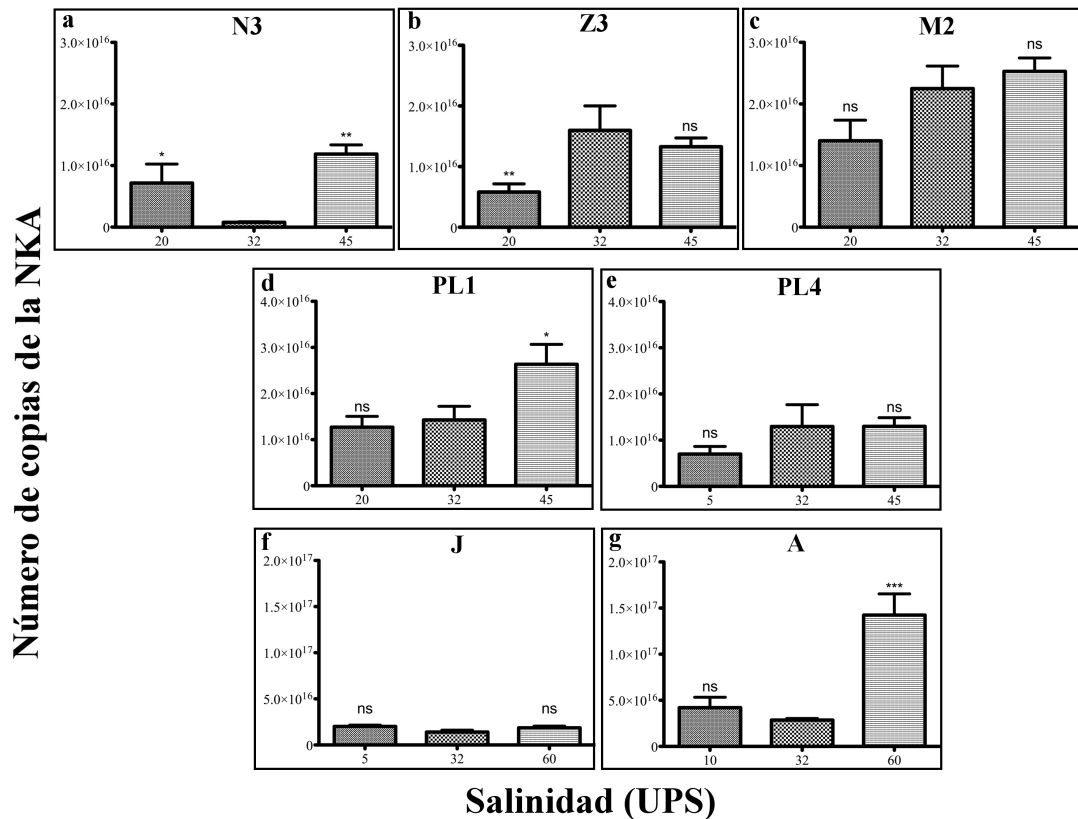 Número de copias de la NKA
a
N3
3.0×10¹⁶
2.0×10¹⁶
1.0×10¹⁶
0
*
**
20 32 45
b
Z3
3.0×10¹⁶
2.0×10¹⁶
1.0×10¹⁶
0
**
ns
20 32 45
c
M2
3.0×10¹⁶
2.0×10¹⁶
1.0×10¹⁶
0
ns
ns
20 32 45
d
PL1
4.0×10¹⁶
3.0×10¹⁶
2.0×10¹⁶
1.0×10¹⁶
0
ns
*
20 32 45
e
PL4
4.0×10¹⁶
3.0×10¹⁶
2.0×10¹⁶
1.0×10¹⁶
0
ns
ns
5 32 45
f
J
2.0×10¹⁷
1.5×10¹⁷
1.0×10¹⁷
5.0×10¹⁶
0
ns
ns
5 32 60
g
A
2.0×10¹⁷
1.5×10¹⁷
1.0×10¹⁷
5.0×10¹⁶
0
ns
***
10 32 60
Salinidad (UPS)